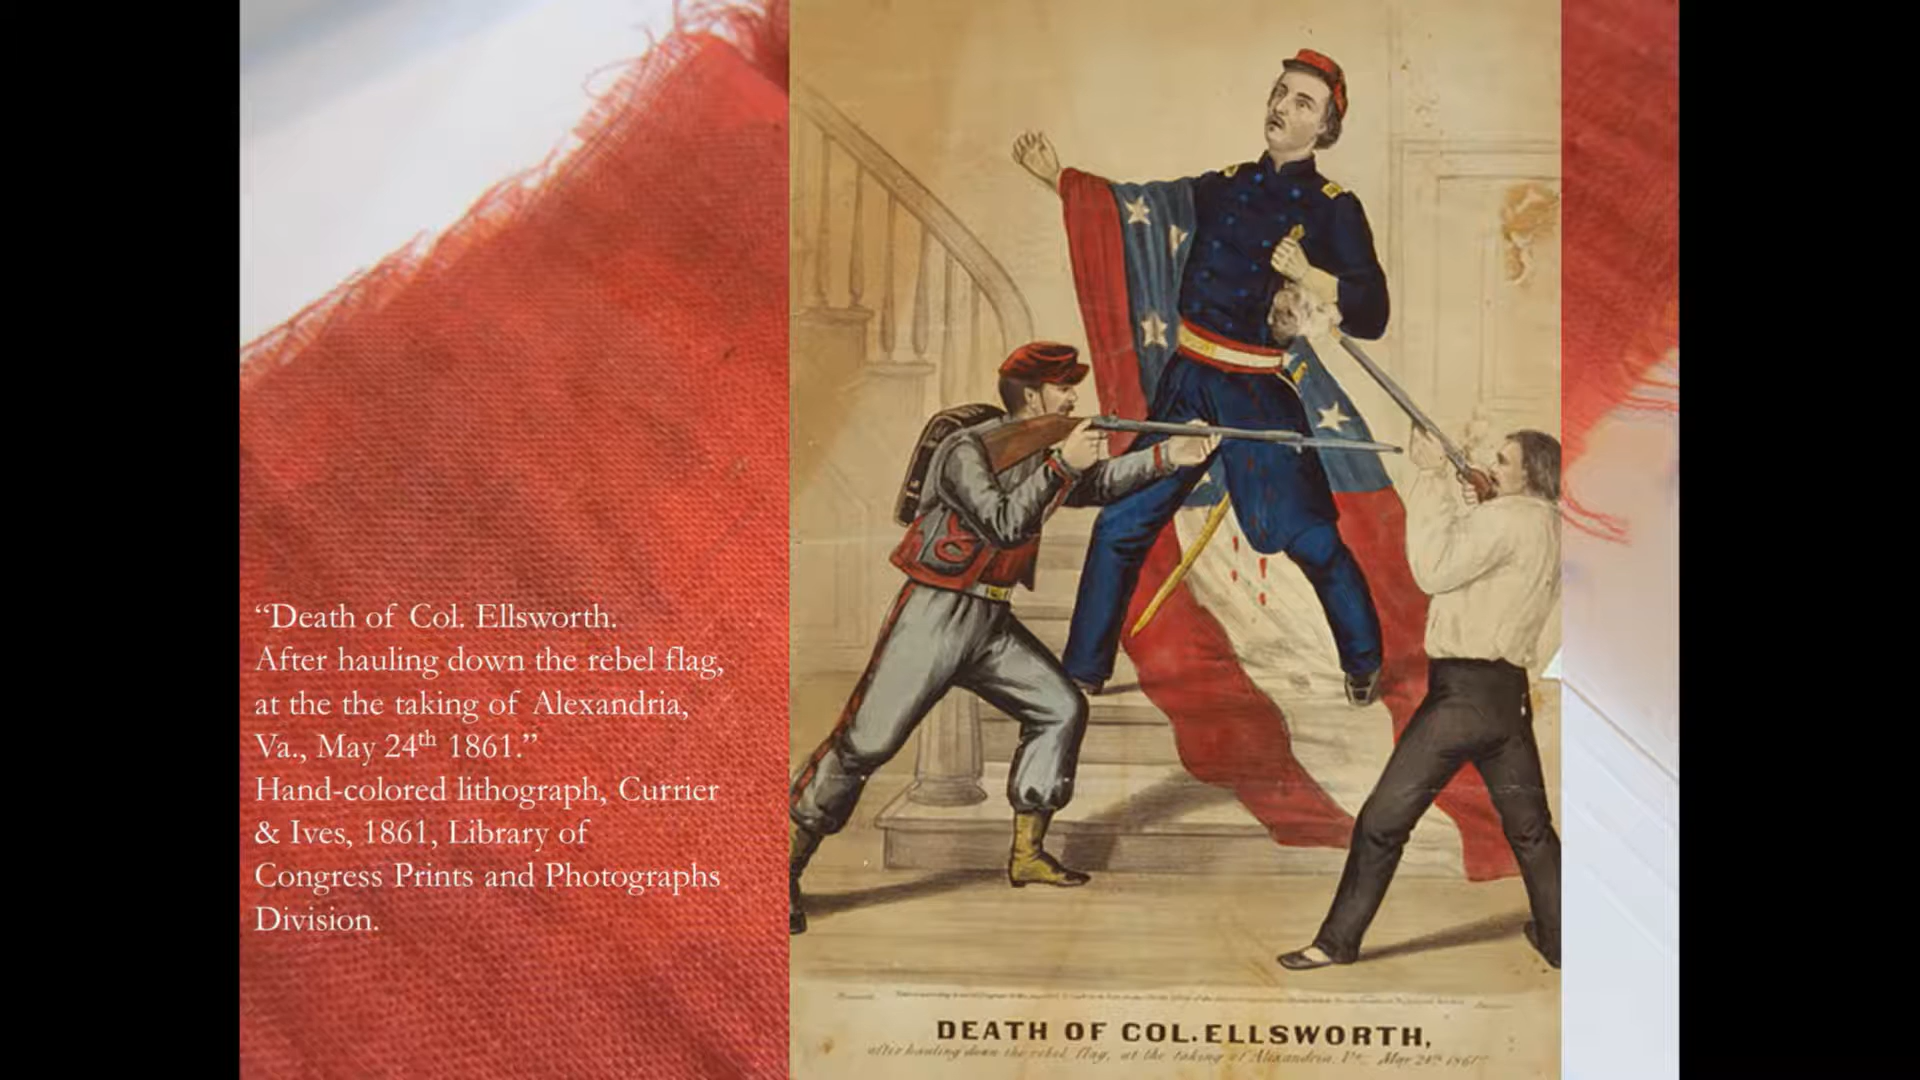 “Death of Col. Ellsworth.
After hauling down the rebel flag,
at the the taking of Alexandria,
Va., May 24th 1861.”
Hand-colored lithograph, Currier
& Ives, 1861, Library of
Congress Prints and Photographs
Division.
DEATH OF COL. ELLSWORTH,
after hauling down the rebel flag, at the taking of Alexandria, Va. May 24th 1861